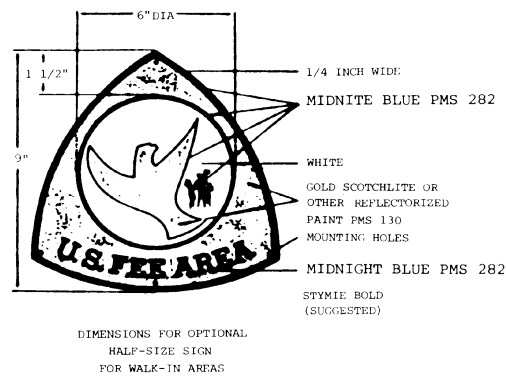 6"DIA
1 1/2"
1/4 INCH WIDE
MIDNITE BLUE PMS 282
9"
WHITE
GOLD SCOTCHLITE OR
OTHER REFLECTORIZED
PAINT PMS 130
MOUNTING HOLES
U.S. FEE AREA
MIDNIGHT BLUE PMS 282
STYMIE BOLD
(SUGGESTED)
DIMENSIONS FOR OPTIONAL
HALF-SIZE SIGN
FOR WALK-IN AREAS